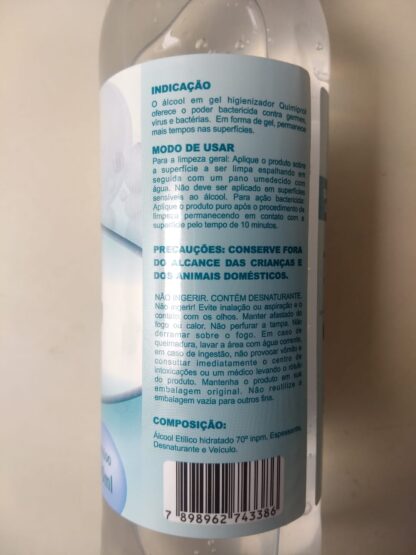 INDICAÇÃO
O álcool em gel higienizador Quimiprol
oferece o poder bactericida contra germes,
vírus e bactérias. Em forma de gel, permanece
mais tempos nas superfícies.
MODO DE USAR
Para a limpeza geral: Aplique o produto sobre
a superfície a ser limpa espalhando em
seguida com um pano umedecido com
água. Não deve ser aplicado em superfícies
sensíveis ao álcool. Para ação bactericida:
Aplique o produto puro após o procedimento de
limpeza permanecendo em contato com a
superfície pelo tempo de 10 minutos.
PRECAUÇÕES: CONSERVE FORA
DO ALCANCE DAS CRIANÇAS E
DOS ANIMAIS DOMÉSTICOS.
NÃO INGERIR. CONTÉM DESNATURANTE.
Não ingerir! Evite inalação ou aspiração e o
contato com os olhos. Manter afastado do
fogo ou calor. Não perfurar a tampa. Não
derramar sobre o fogo. Em caso de
queimadura, lavar a área com água corrente,
em caso de ingestão, não provocar vômito e
consultar imediatamente o centro de
intoxicações ou um médico levando o rótulo
do produto. Mantenha o produto em sua
embalagem original. Não reutilize a
embalagem vazia para outros fins.
COMPOSIÇÃO:
Álcool Etílico hidratado 70º inpm, Espessante,
Desnaturante e Veículo.
7 898962 743386